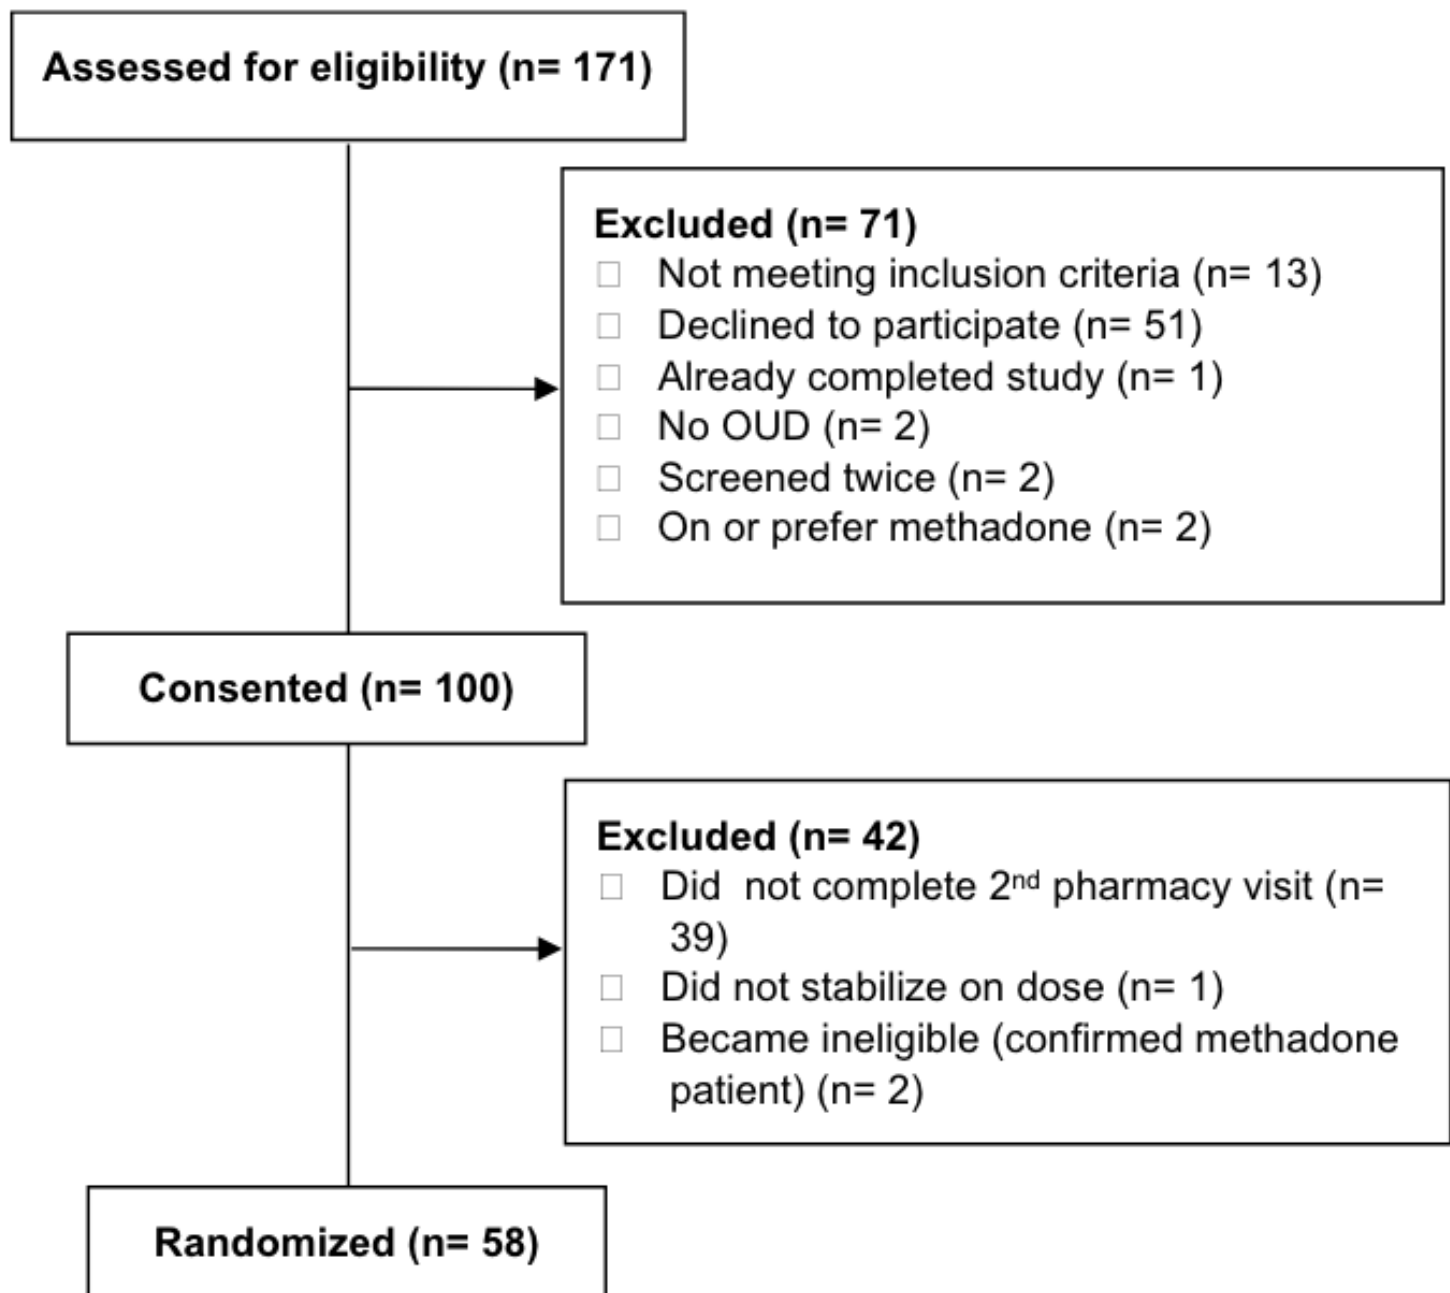 Assessed for eligibility (n= 171)
Excluded (n= 71)
Not meeting inclusion criteria (n= 13)
Declined to participate (n= 51)
Already completed study (n= 1)
No OUD (n= 2)
Screened twice (n= 2)
On or prefer methadone (n= 2)
Consented (n= 100)
Excluded (n= 42)
Did  not complete 2nd pharmacy visit (n=
39)
Did not stabilize on dose (n= 1)
Became ineligible (confirmed methadone
patient) (n= 2)
Randomized (n= 58)